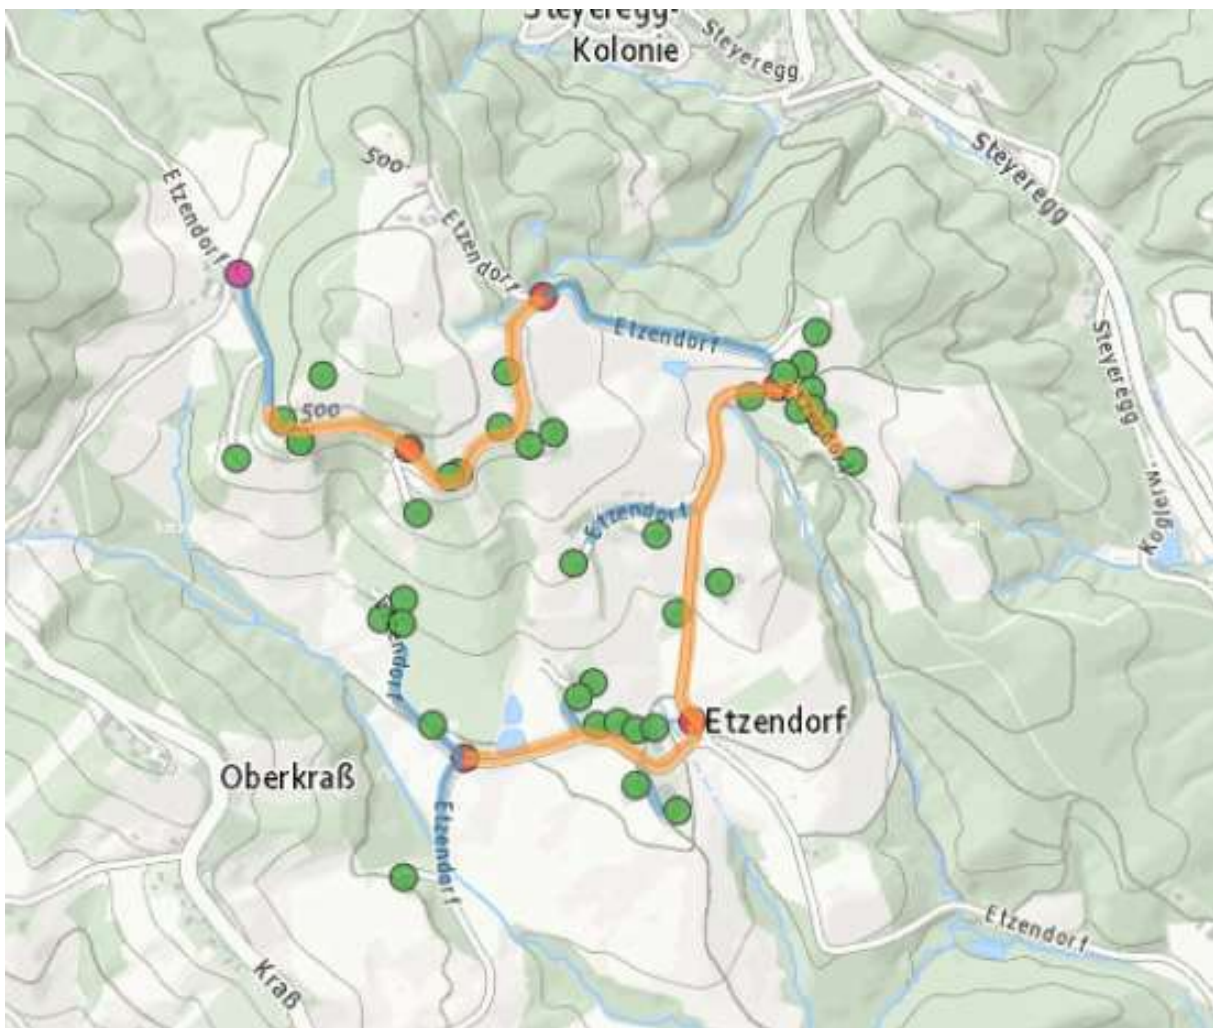 Steyeregg-
Kolonie
Steyeregg
Steyeregg
Etzendorf
500
Etzendorf
Etzendorf
Steyeregg
500
Koglerw.
Etzendorf
Etzendorf
Oberkraß
Etzendorf
Etzendorf
Kraß